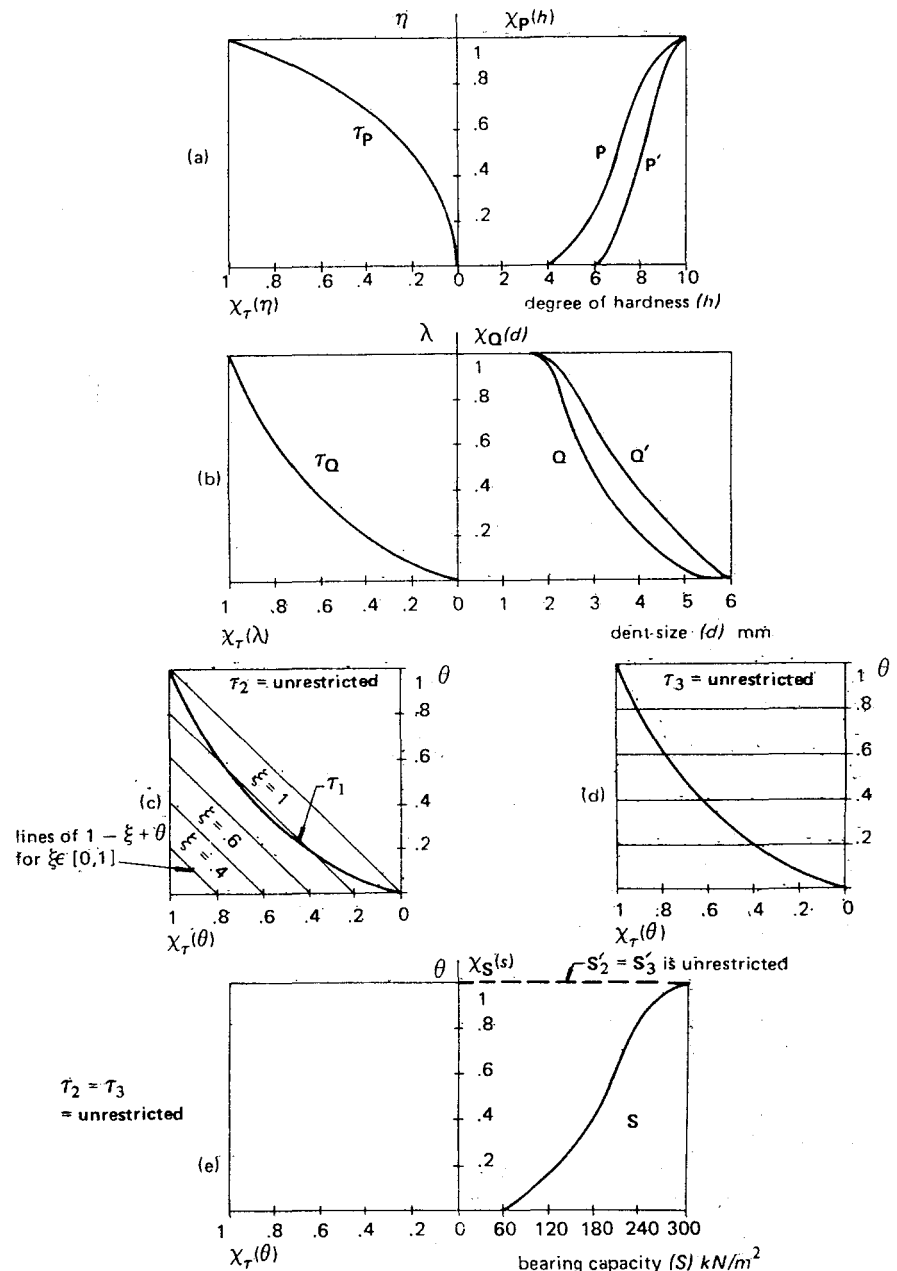 η χP(h)
1
.8
.6
.4
.2
τP
P
P′
(a)
1 .8 .6 .4 .2 0 2 4 6 8 10
χτ(η)
degree of hardness (h)
λ χQ(d)
1
.8
.6
.4
.2
τQ
Q
Q′
(b)
1 .8 .6 .4 .2 0 1 2 3 4 5 6
χτ(λ)
dent-size (d) mm
τ2 = unrestricted
1 θ
.8
.6
.4
.2
ξ = 1
τ1
(c)
ξ = .6
lines of 1 − ξ + θ
for ξϵ [0,1]
ξ = .4
1 .8 .6 .4 .2 0
χτ(θ)
τ3 = unrestricted
1 θ
.8
.6
.4
.2
(d)
1 .8 .6 .4 .2 0
χτ(θ)
θ χS(s)
S′2 = S′3 is unrestricted
1
.8
.6
.4
.2
τ2 = τ3
= unrestricted
S
(e)
1 .8 .6 .4 .2 0 60 120 180 240 300
χτ(θ)
bearing capacity (S) kN/m²